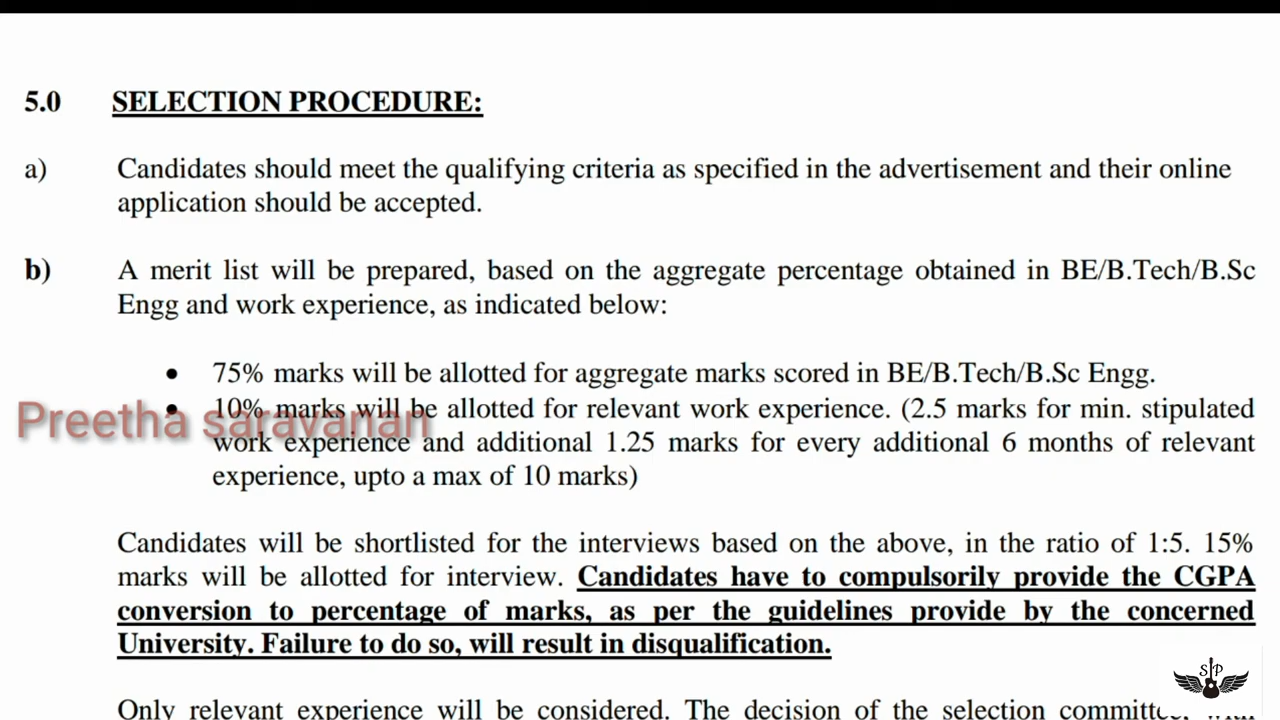 5.0 SELECTION PROCEDURE:
a) Candidates should meet the qualifying criteria as specified in the advertisement and their online
application should be accepted.
b) A merit list will be prepared, based on the aggregate percentage obtained in BE/B.Tech/B.Sc
Engg and work experience, as indicated below:
• 75% marks will be allotted for aggregate marks scored in BE/B.Tech/B.Sc Engg.
• 10% marks will be allotted for relevant work experience. (2.5 marks for min. stipulated
Preetha saravanan
work experience and additional 1.25 marks for every additional 6 months of relevant
experience, upto a max of 10 marks)
Candidates will be shortlisted for the interviews based on the above, in the ratio of 1:5. 15%
marks will be allotted for interview. Candidates have to compulsorily provide the CGPA
conversion to percentage of marks, as per the guidelines provide by the concerned
University. Failure to do so, will result in disqualification.
SP
Only relevant experience will be considered. The decision of the selection